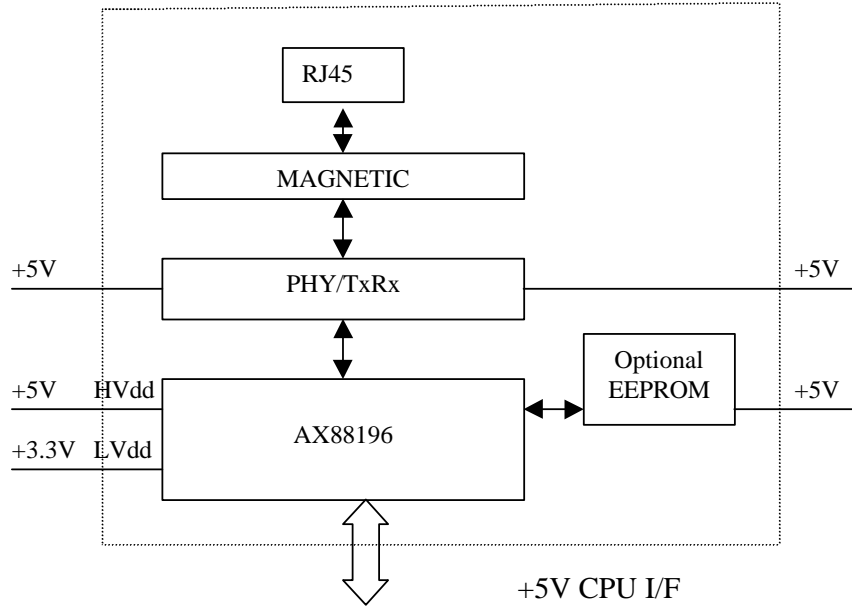 RJ45
MAGNETIC
+5V
PHY/TxRx
+5V
Optional
EEPROM
+5V HVdd
+5V
AX88196
+3.3V LVdd
+5V CPU I/F